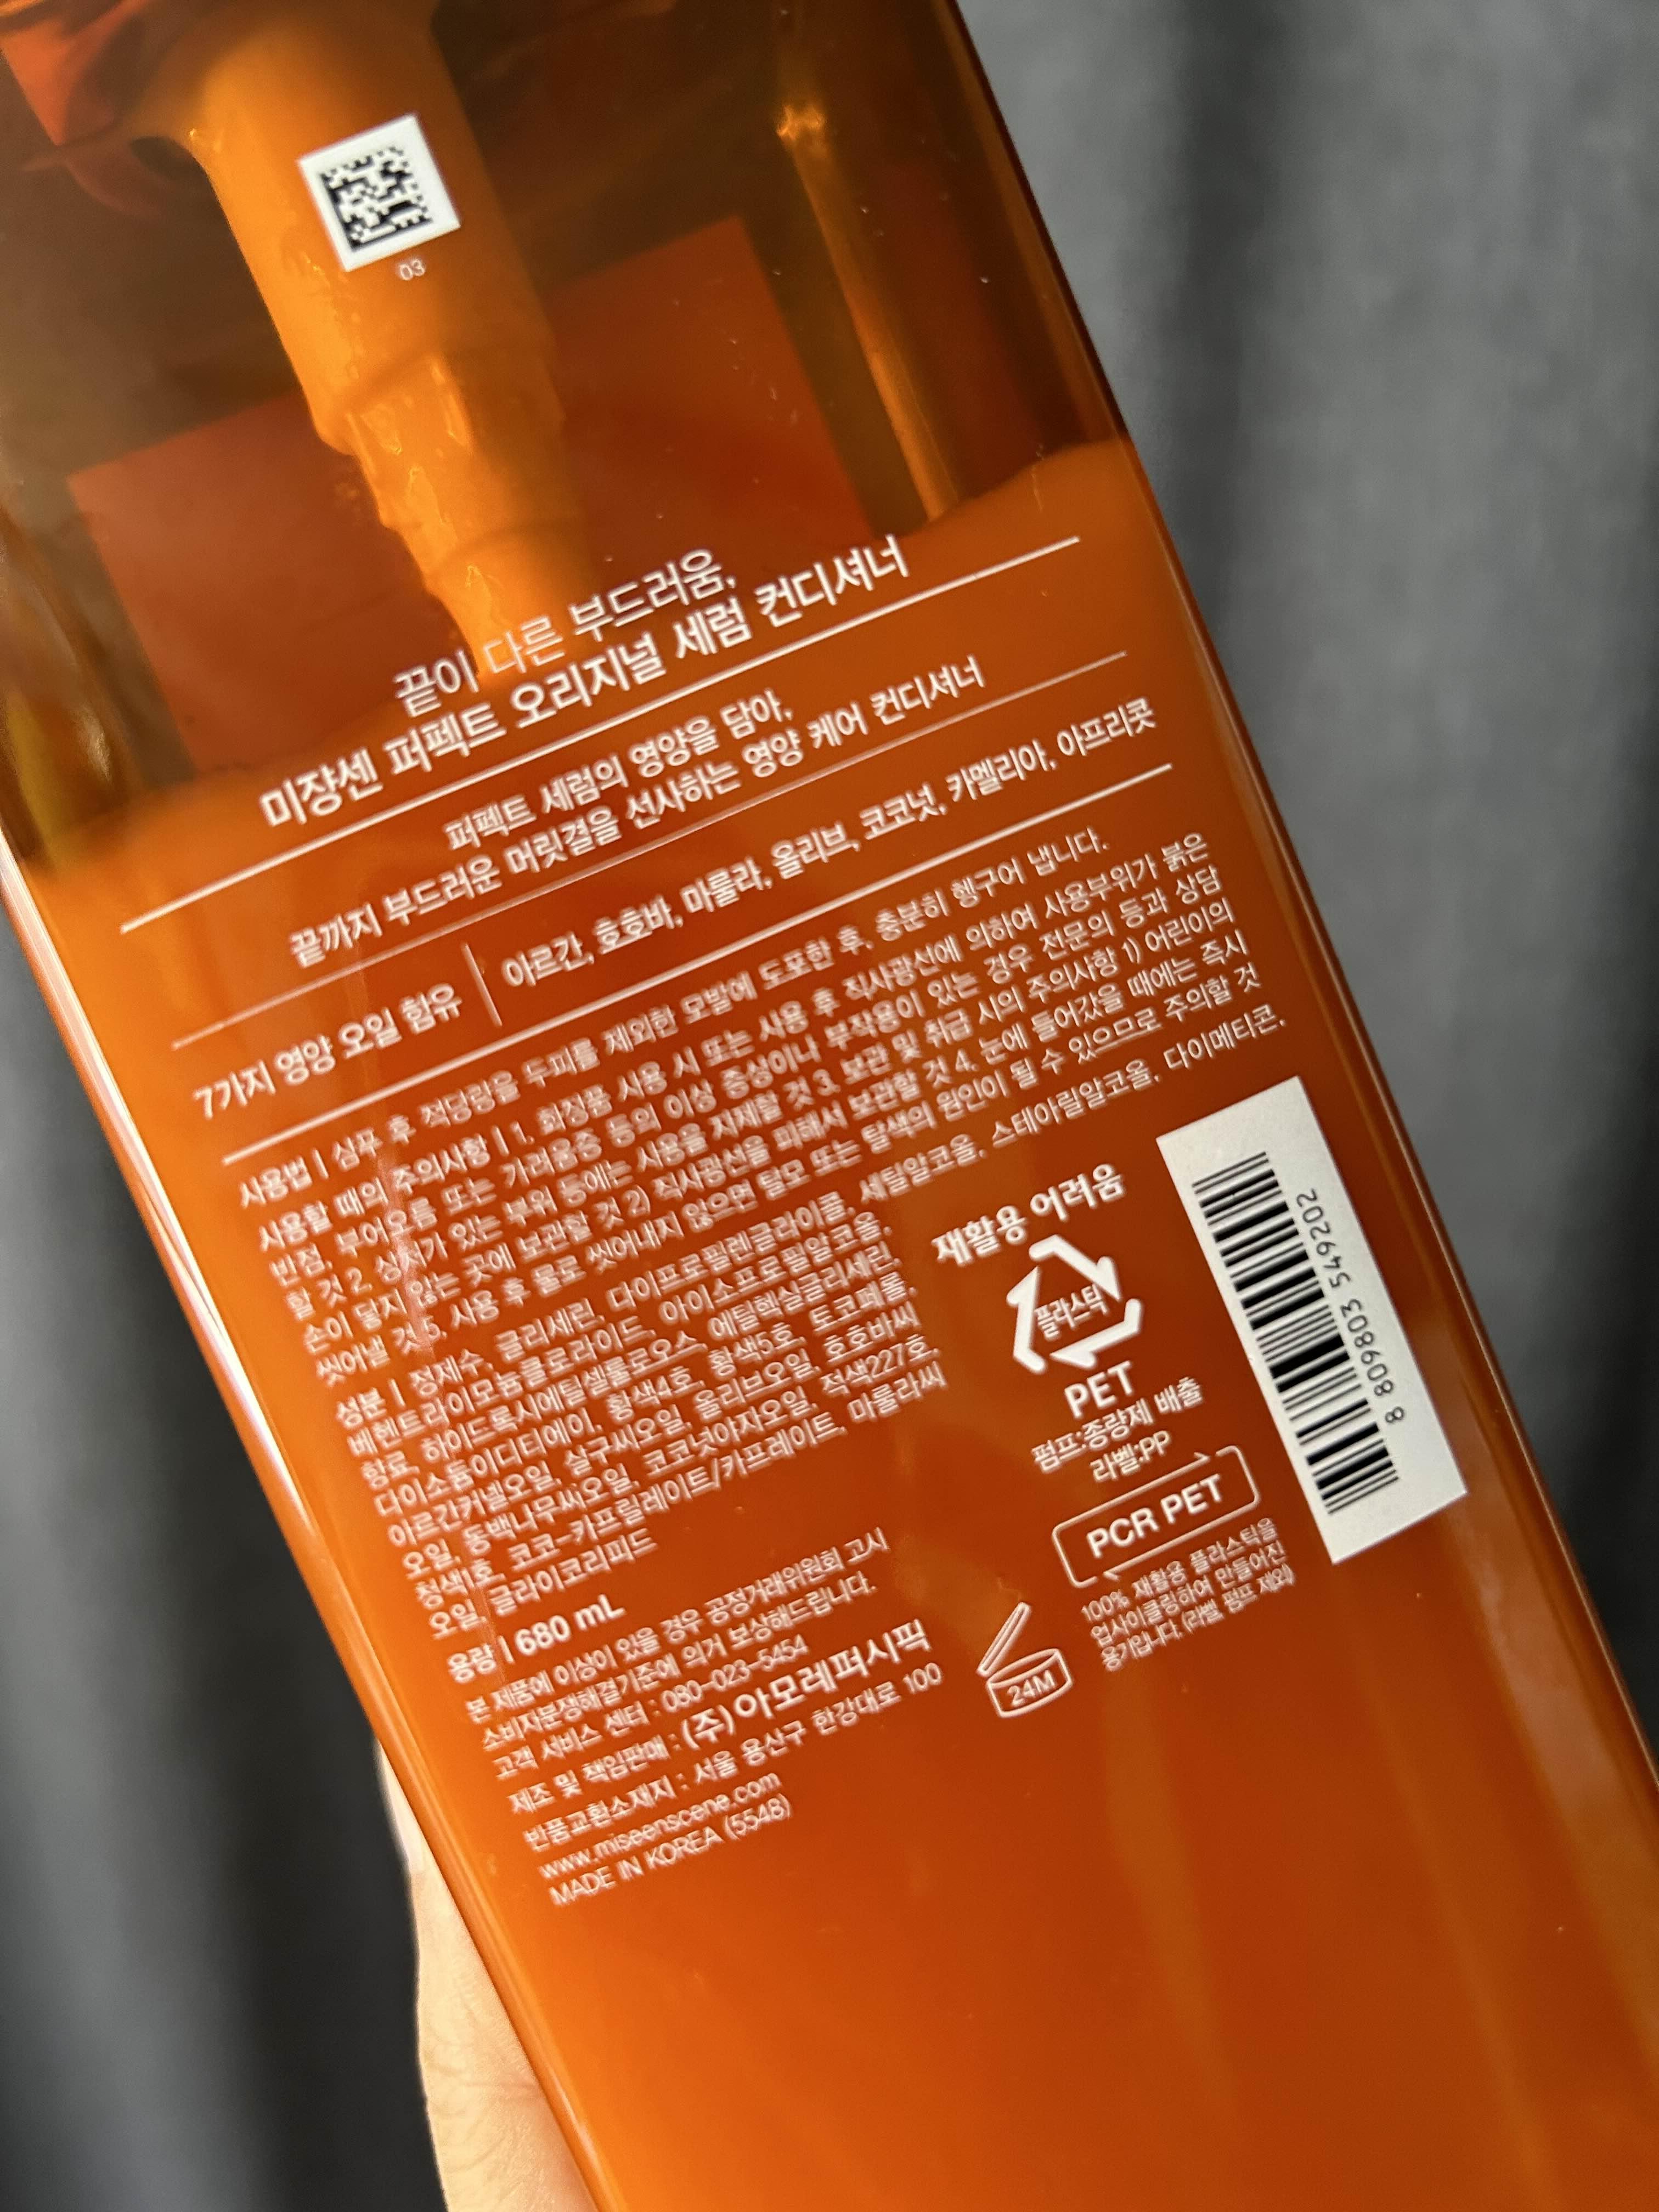 03
끝이 다른 부드러움,
미쟝센 퍼펙트 오리지널 세럼 컨디셔너
퍼펙트 세럼의 영양을 담아,
끝까지 부드러운 머릿결을 선사하는 영양 케어 컨디셔너
7가지 영양 오일 함유 | 아르간, 호호바, 마룰라, 올리브, 코코넛, 카멜리아, 아프리콧
사용법 | 샴푸 후 적당량을 두피를 제외한 모발에 도포한 후, 충분히 헹구어 냅니다.
사용할 때의 주의사항 | 1. 화장품 사용 시 또는 사용 후 직사광선에 의하여 사용부위가 붉은
반점, 부어오름 또는 가려움증 등의 이상 증상이나 부작용이 있는 경우 전문의 등과 상담
할 것 2. 상처가 있는 부위 등에는 사용을 자제할 것 3. 보관 및 취급 시의 주의사항 1) 어린이의
손이 닿지 않는 곳에 보관할 것 2) 직사광선을 피해서 보관할 것 4. 눈에 들어갔을 때에는 즉시
씻어낼 것 5. 사용 후 물로 씻어내지 않으면 탈모 또는 탈색의 원인이 될 수 있으므로 주의할 것
성분 | 정제수, 글리세린, 다이프로필렌글라이콜, 세틸알코올, 스테아릴알코올, 다이메티콘,
베헨트라이모늄클로라이드, 아이소프로필알코올,
향료, 하이드록시에틸셀룰로오스, 에틸헥실글리세린,
다이소듐이디티에이, 황색4호, 황색5호, 토코페롤,
아르간커넬오일, 살구씨오일, 올리브오일, 호호바씨
오일, 동백나무씨오일, 코코넛야자오일, 적색227호,
청색1호, 코코-카프릴레이트/카프레이트, 마룰라씨
오일, 글라이코리피드
용량 | 680 mL
본 제품에 이상이 있을 경우 공정거래위원회 고시
소비자분쟁해결기준에 의거 보상해드립니다.
고객 서비스 센터 : 080-023-5454
제조 및 책임판매 : (주)아모레퍼시픽
반품교환소재지 : 서울 용산구 한강대로 100
www.miseenscene.com
MADE IN KOREA (5548)
재활용 어려움
플라스틱
PET
펌프:종량제 배출
라벨:PP
PCR PET
100% 재활용 플라스틱을
업사이클링하여 만들어진
용기입니다. (라벨, 펌프 제외)
24M
8 809803 549202